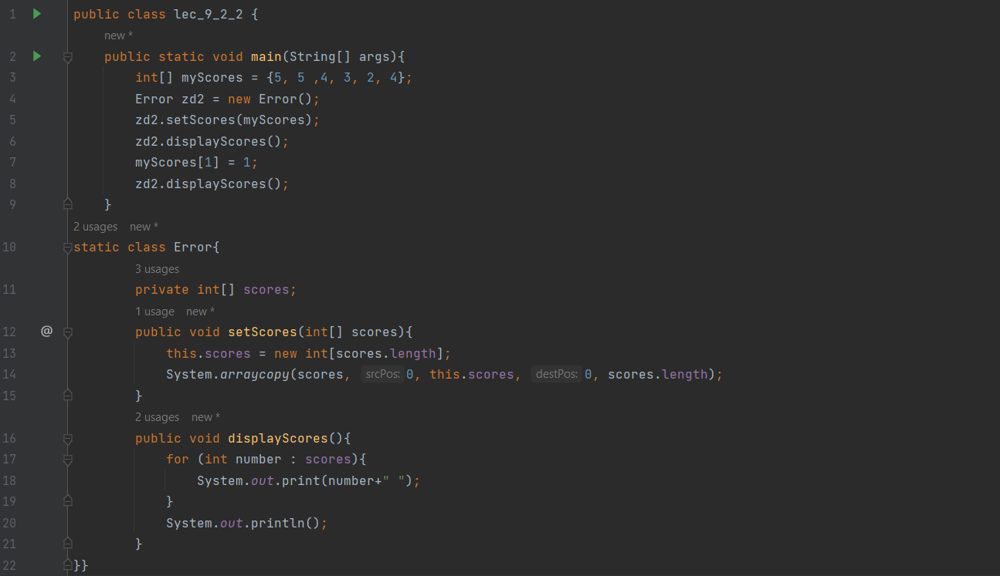 1 public class lec_9_2_2 {
new *
2 public static void main(String[] args){
3 int[] myScores = {5, 5 ,4, 3, 2, 4};
4 Error zd2 = new Error();
5 zd2.setScores(myScores);
6 zd2.displayScores();
7 myScores[1] = 1;
8 zd2.displayScores();
9 }
2 usages new *
10 static class Error{
3 usages
11 private int[] scores;
1 usage new *
12 @ public void setScores(int[] scores){
13 this.scores = new int[scores.length];
14 System.arraycopy(scores, srcPos: 0, this.scores, destPos: 0, scores.length);
15 }
2 usages new *
16 public void displayScores(){
17 for (int number : scores){
18 System.out.print(number+" ");
19 }
20 System.out.println();
21 }
22 }}